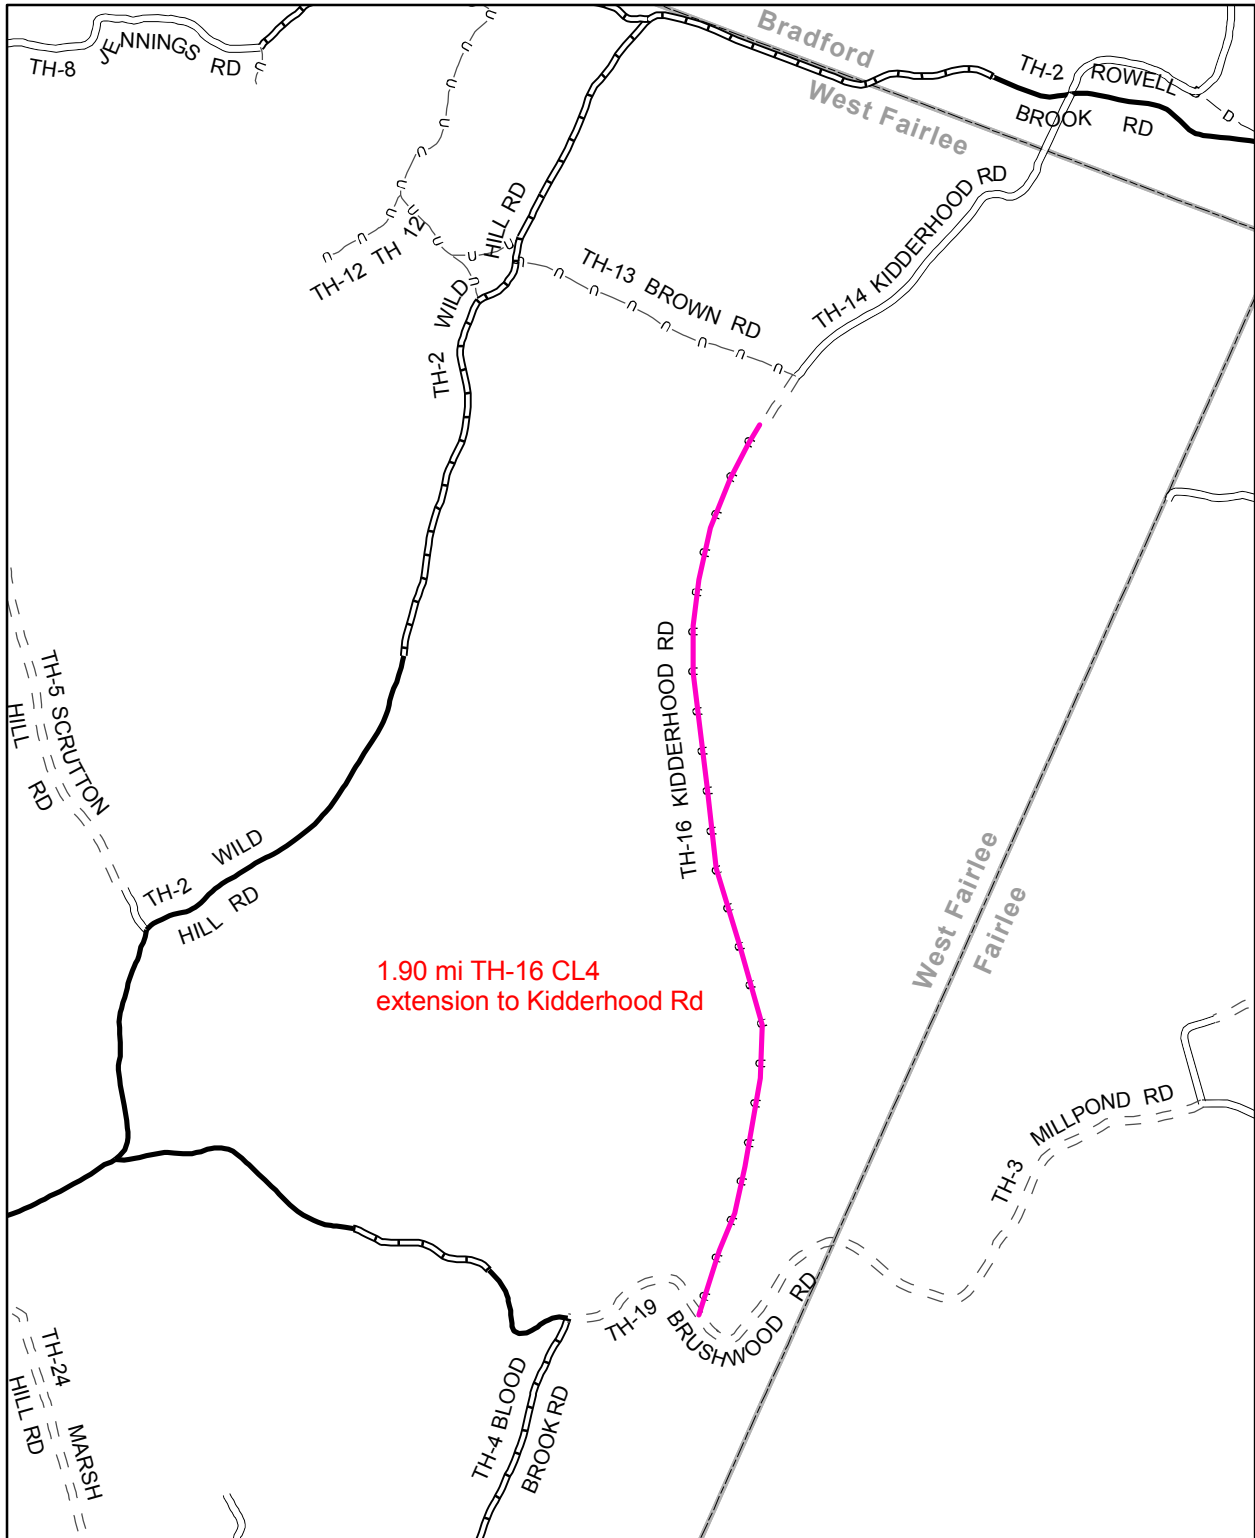 Bradford
West Fairlee
TH-8
JENNINGS
RD
TH-2
ROWELL
BROOK
RD
D
TH-12
TH 12
HILL RD
WILD
TH-2
TH-13 BROWN RD
TH-14 KIDDERHOOD RD
TH-5 SCRUTTON
HILL
RD
TH-16 KIDDERHOOD RD
TH-2
WILD
HILL RD
West Fairlee
Fairlee
1.90 mi TH-16 CL4
extension to Kidderhood Rd
TH-3
MILLPOND RD
TH-19
BRUSHWOOD RD
TH-24
MARSH
HILL RD
TH-4 BLOOD
BROOK RD